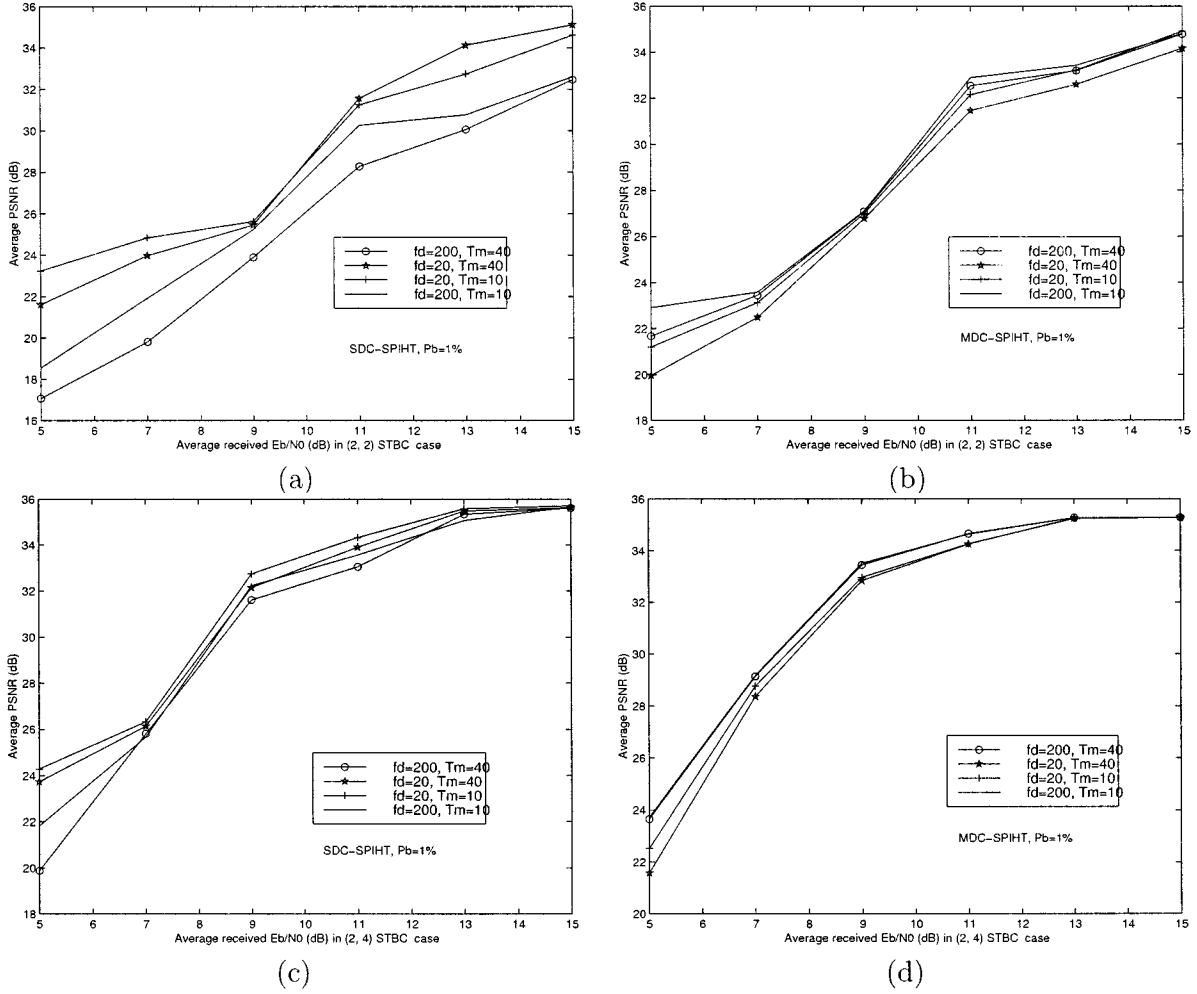 36
34
32
30
28
26
24
22
20
18
16
Average PSNR (dB)
fd=200, Tm=40
fd=20, Tm=40
fd=20, Tm=10
fd=200, Tm=10
SDC-SPIHT, Pb=1%
5 6 7 8 9 10 11 12 13 14 15
Average received Eb/N0 (dB) in (2, 2) STBC case
(a)
36
34
32
30
28
26
24
22
20
18
Average PSNR (dB)
fd=200, Tm=40
fd=20, Tm=40
fd=20, Tm=10
fd=200, Tm=10
MDC-SPIHT, Pb=1%
5 6 7 8 9 10 11 12 13 14 15
Average received Eb/N0 (dB) in (2, 2) STBC case
(b)
36
34
32
30
28
26
24
22
20
18
Average PSNR (dB)
fd=200, Tm=40
fd=20, Tm=40
fd=20, Tm=10
fd=200, Tm=10
SDC-SPIHT, Pb=1%
5 6 7 8 9 10 11 12 13 14 15
Average received Eb/N0 (dB) in (2, 4) STBC case
(c)
36
34
32
30
28
26
24
22
20
Average PSNR (dB)
fd=200, Tm=40
fd=20, Tm=40
fd=20, Tm=10
fd=200, Tm=10
MDC-SPIHT, Pb=1%
5 6 7 8 9 10 11 12 13 14 15
Average received Eb/N0 (dB) in (2, 4) STBC case
(d)